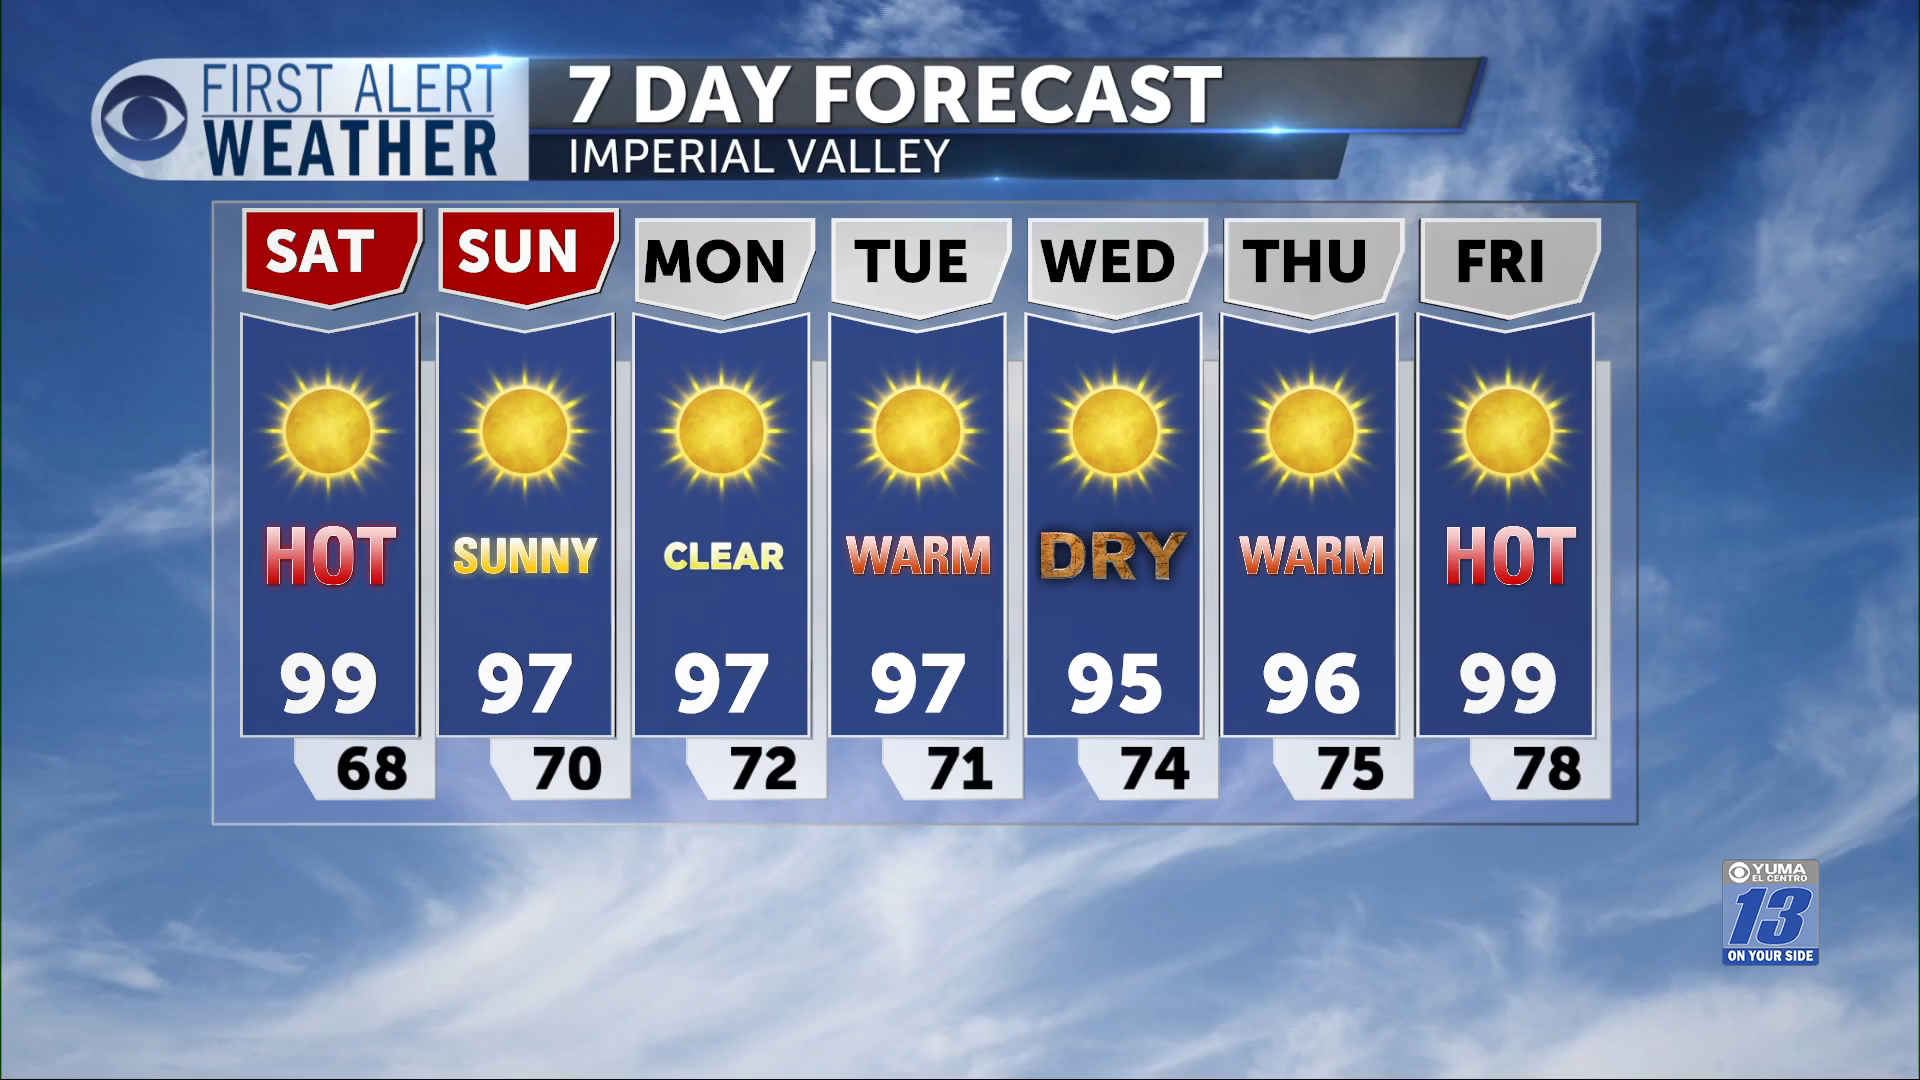 FIRST ALERT
WEATHER
7 DAY FORECAST
IMPERIAL VALLEY
SAT SUN MON TUE WED THU FRI
HOT SUNNY CLEAR WARM DRY WARM HOT
99 97 97 97 95 96 99
68 70 72 71 74 75 78
YUMA
EL CENTRO
13
ON YOUR SIDE